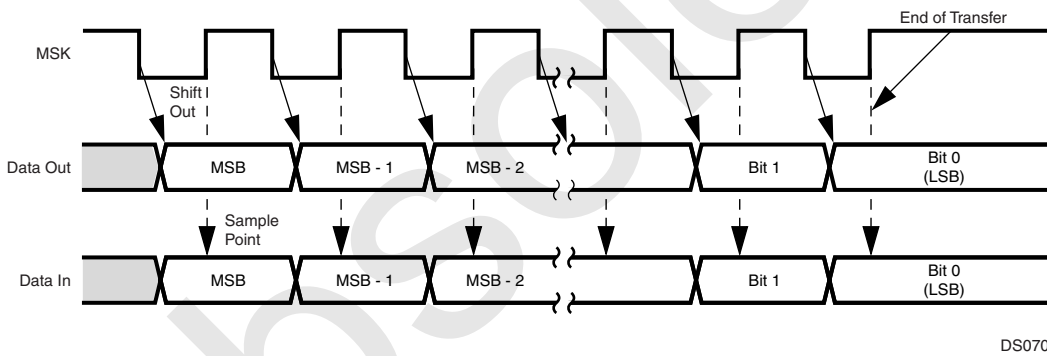 End of Transfer
MSK
Shift
Out
Data Out
MSB
MSB - 1
MSB - 2
Bit 1
Bit 0
(LSB)
Sample
Point
Data In
MSB
MSB - 1
MSB - 2
Bit 1
Bit 0
(LSB)
DS070